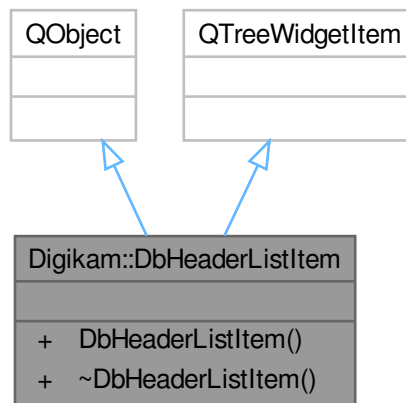 QObject
QTreeWidgetItem
Digikam::DbHeaderListItem
+ DbHeaderListItem()
+ ~DbHeaderListItem()